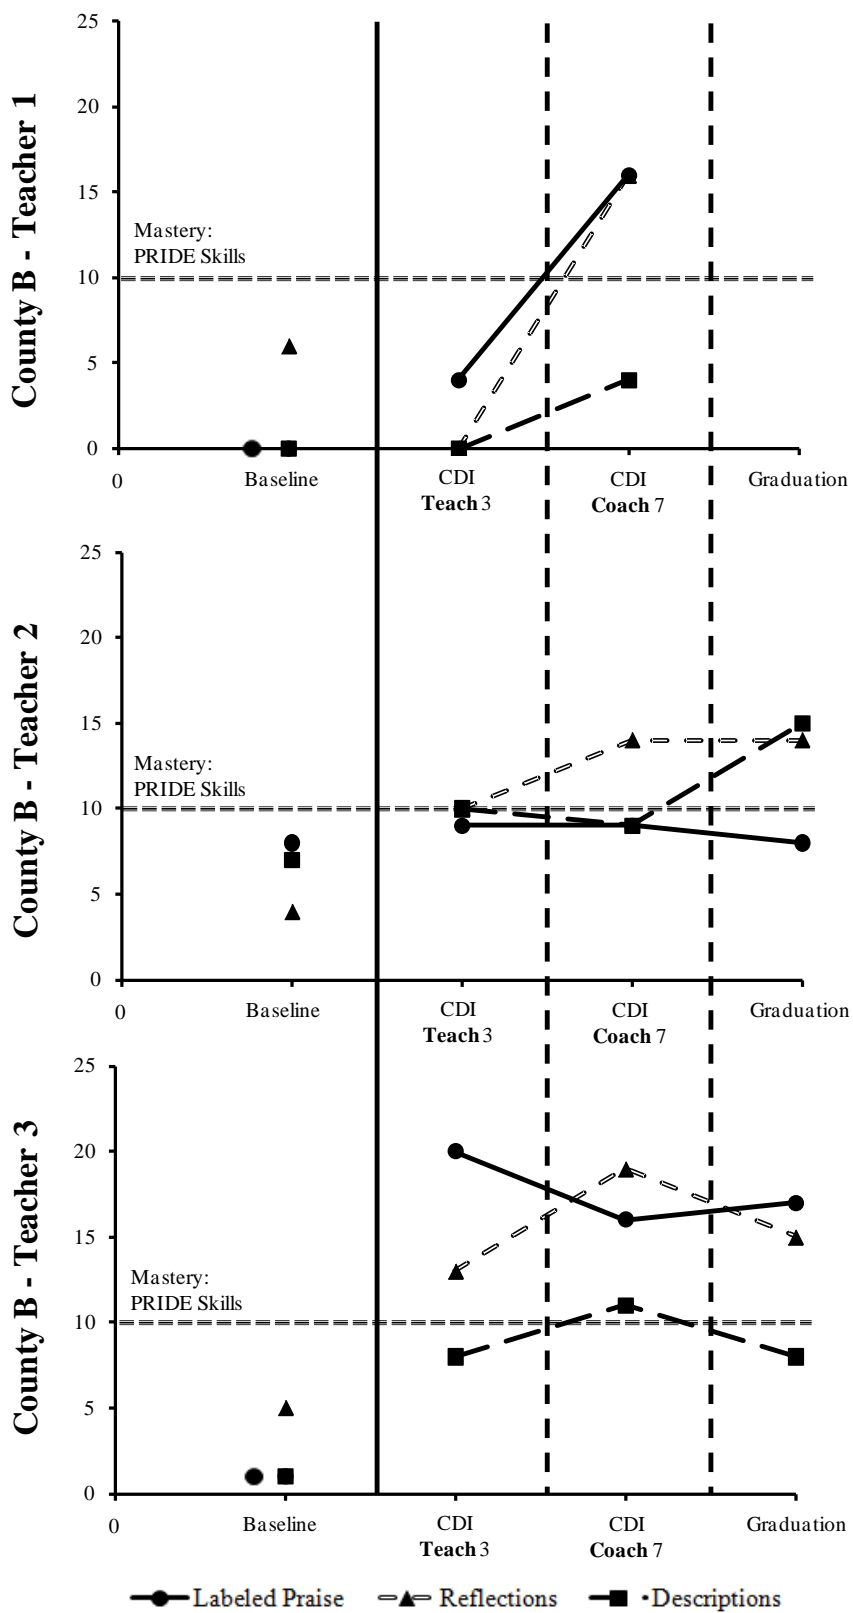 County B - Teacher 1
25
20
15
10
5
0
Mastery:
PRIDE Skills
0
Baseline
CDI
Teach 3
CDI
Coach 7
Graduation
County B - Teacher 2
25
20
15
10
5
0
Mastery:
PRIDE Skills
0
Baseline
CDI
Teach 3
CDI
Coach 7
Graduation
County B - Teacher 3
25
20
15
10
5
0
Mastery:
PRIDE Skills
0
Baseline
CDI
Teach 3
CDI
Coach 7
Graduation
Labeled Praise
Reflections
Descriptions